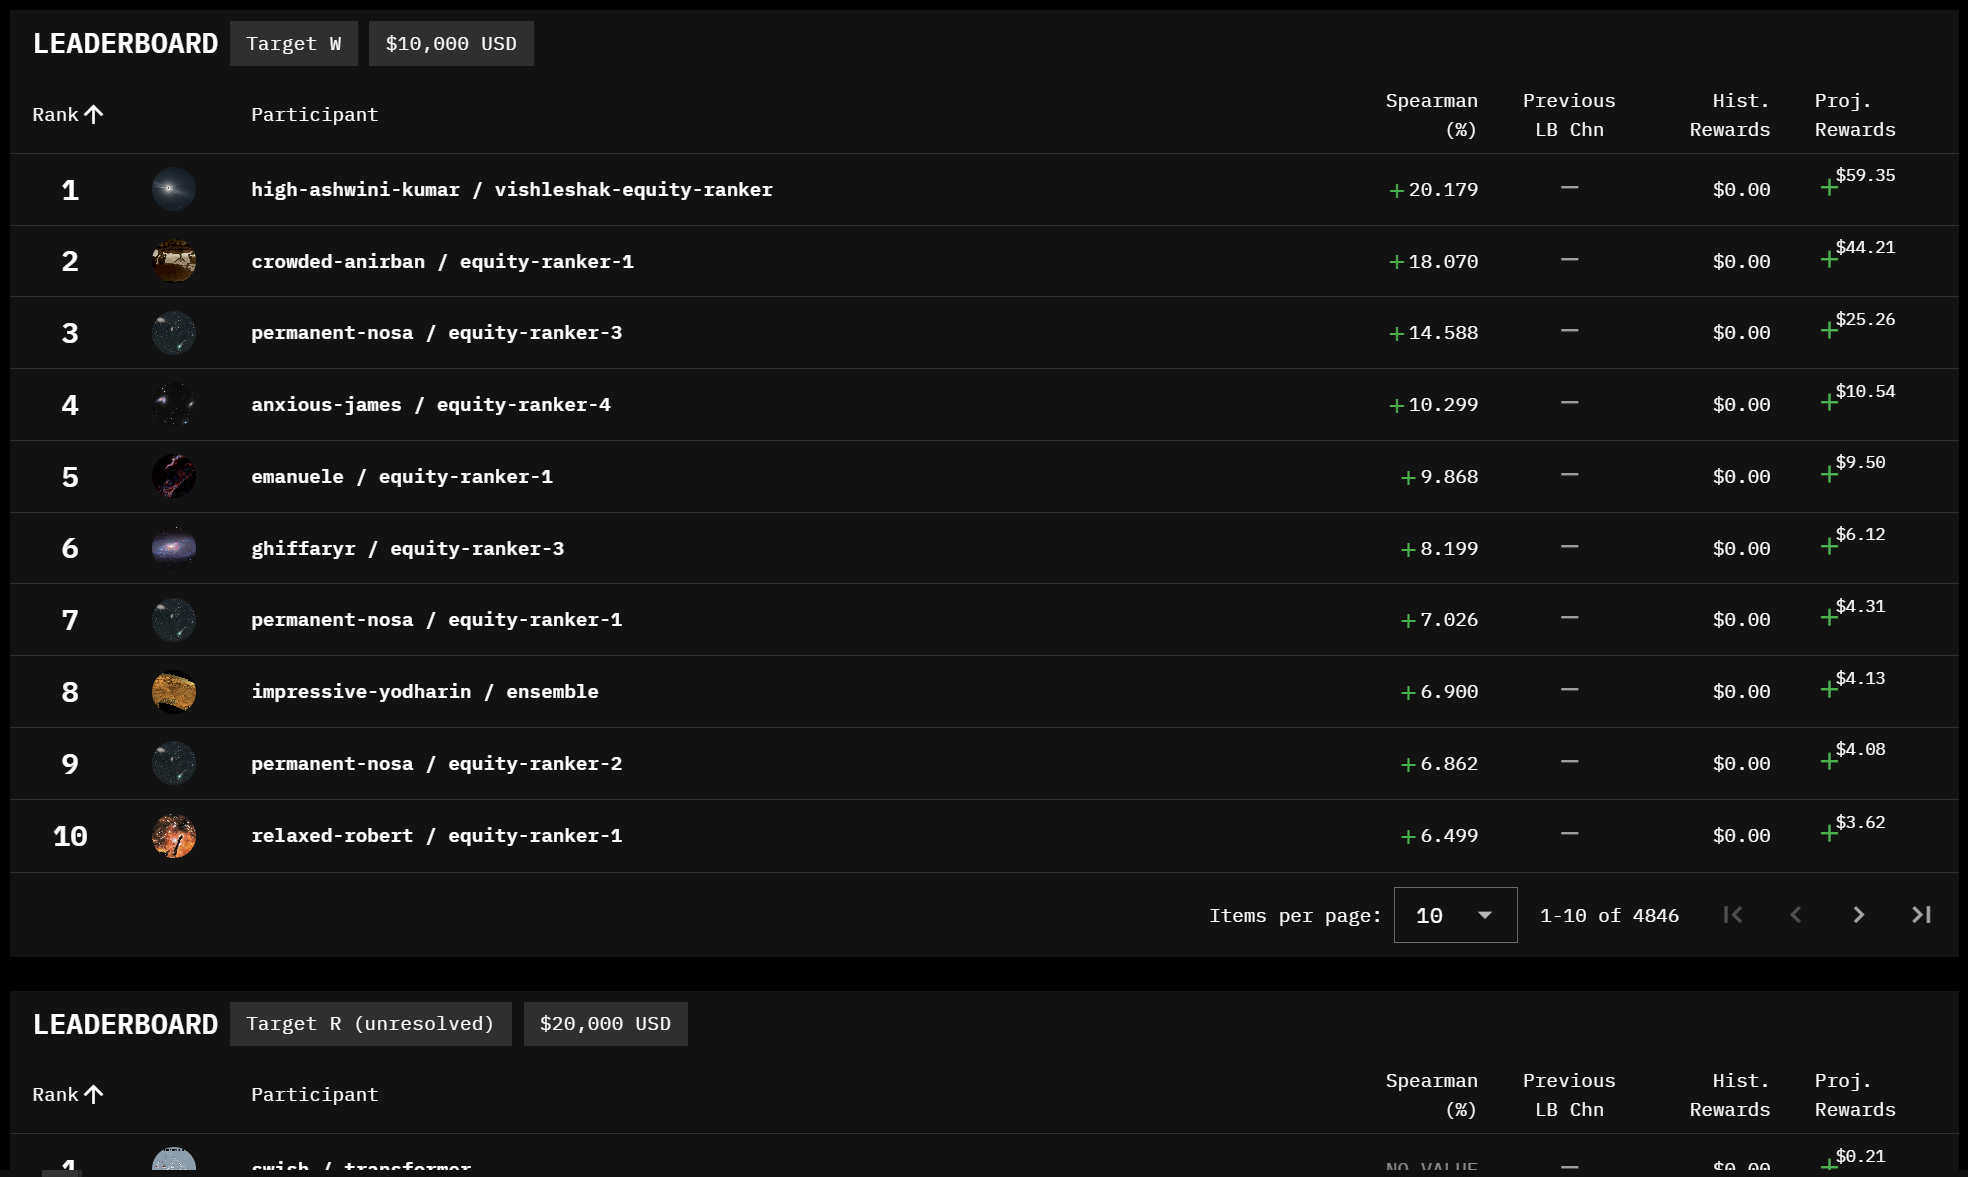 LEADERBOARD Target W $10,000 USD
Rank Participant Spearman (%) Previous LB Chn Hist. Rewards Proj. Rewards
1 high-ashwini-kumar / vishleshak-equity-ranker +20.179 — $0.00 +$59.35
2 crowded-anirban / equity-ranker-1 +18.070 — $0.00 +$44.21
3 permanent-nosa / equity-ranker-3 +14.588 — $0.00 +$25.26
4 anxious-james / equity-ranker-4 +10.299 — $0.00 +$10.54
5 emanuele / equity-ranker-1 +9.868 — $0.00 +$9.50
6 ghiffaryr / equity-ranker-3 +8.199 — $0.00 +$6.12
7 permanent-nosa / equity-ranker-1 +7.026 — $0.00 +$4.31
8 impressive-yodharin / ensemble +6.900 — $0.00 +$4.13
9 permanent-nosa / equity-ranker-2 +6.862 — $0.00 +$4.08
10 relaxed-robert / equity-ranker-1 +6.499 — $0.00 +$3.62
Items per page: 10 1-10 of 4846
LEADERBOARD Target R (unresolved) $20,000 USD
Rank Participant Spearman (%) Previous LB Chn Hist. Rewards Proj. Rewards
1 swish / transformer NO VALUE — $0.00 +$0.21